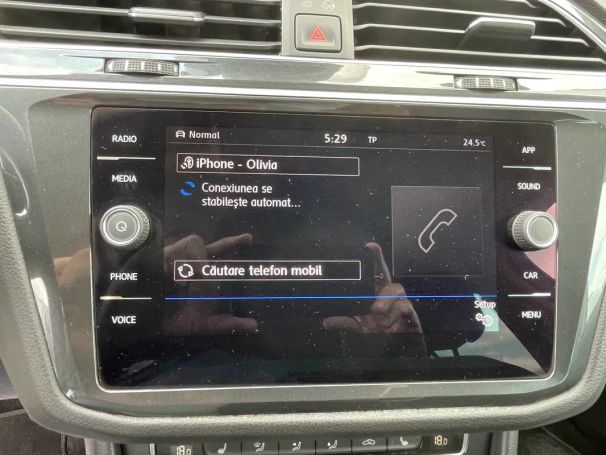 RADIO
MEDIA
PHONE
VOICE
Normal
5:29
TP
24.5°C
iPhone - Olivia
Conexiunea se
stabilește automat...
Căutare telefon mobil
Setup
APP
SOUND
CAR
MENU
18.0
18.0